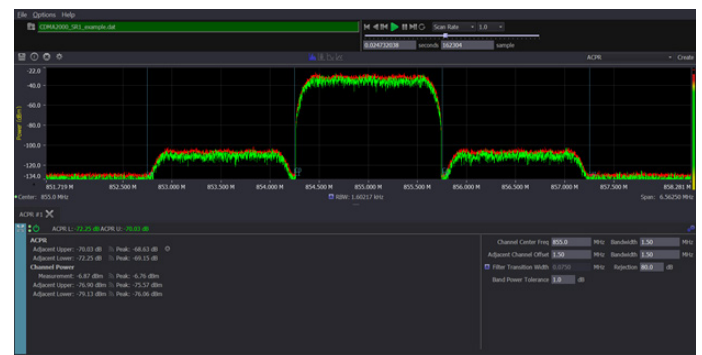 File Options Help
CDMA2000_SR1_example.dat
Scan Rate 1.0
0.024732038 seconds 162304 sample
ACPR Create
-22.0
-40.0
-60.0
-80.0
-100.0
-120.0
-134.0
Power (dBm)
851.719 M 852.500 M 853.000 M 853.500 M 854.000 M 854.500 M 855.000 M 855.500 M 856.000 M 856.500 M 857.000 M 857.500 M 858.281 M
Center: 855.0 MHz RBW: 1.60217 kHz Span: 6.56250 MHz
ACPR #1
ACPR L: -72.25 dB ACPR U: -70.03 dB
ACPR
Adjacent Upper: -70.03 dB Peak: -68.63 dB
Adjacent Lower: -72.25 dB Peak: -69.15 dB
Channel Power
Measurement: -6.87 dBm Peak: -6.76 dBm
Adjacent Upper: -76.90 dBm Peak: -75.57 dBm
Adjacent Lower: -79.13 dBm Peak: -76.06 dBm
Channel Center Freq 855.0 MHz Bandwidth 1.50 MHz
Adjacent Channel Offset 1.50 MHz Bandwidth 1.50 MHz
Filter Transition Width 0.0750 MHz Rejection 80.0 dB
Band Power Tolerance 1.0 dB